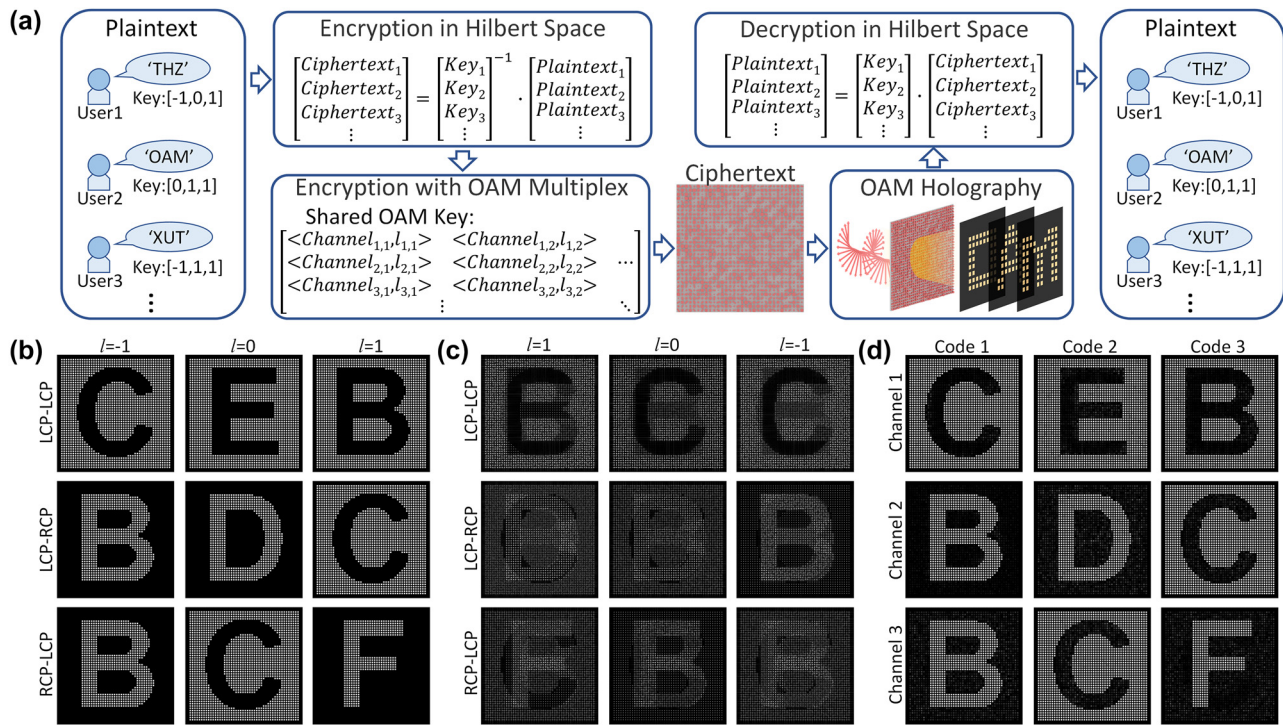 (a)
Plaintext
'THZ'
Key:[-1,0,1]
User1
'OAM'
Key:[0,1,1]
User2
'XUT'
Key:[-1,1,1]
User3
⋮
Encryption in Hilbert Space
[Ciphertext₁ Ciphertext₂ Ciphertext₃ ⋮] = [Key₁ Key₂ Key₃ ⋮]⁻¹ · [Plaintext₁ Plaintext₂ Plaintext₃ ⋮]
Encryption with OAM Multiplex
Shared OAM Key:
<Channel₁,₁,l₁,₁> <Channel₁,₂,l₁,₂>
<Channel₂,₁,l₂,₁> <Channel₂,₂,l₂,₂> ⋯
<Channel₃,₁,l₃,₁> <Channel₃,₂,l₃,₂>
⋮ ⋱
Ciphertext
OAM Holography
Decryption in Hilbert Space
[Plaintext₁ Plaintext₂ Plaintext₃ ⋮] = [Key₁ Key₂ Key₃ ⋮] · [Ciphertext₁ Ciphertext₂ Ciphertext₃ ⋮]
Plaintext
'THZ'
Key:[-1,0,1]
User1
'OAM'
Key:[0,1,1]
User2
'XUT'
Key:[-1,1,1]
User3
⋮
(b)
l=-1 l=0 l=1
LCP-LCP
C E B
LCP-RCP
B D C
RCP-LCP
B C F
(c)
l=1 l=0 l=-1
LCP-LCP
B C C
LCP-RCP
B
RCP-LCP
B B
(d)
Code 1 Code 2 Code 3
Channel 1
C E B
Channel 2
B D C
Channel 3
B C F